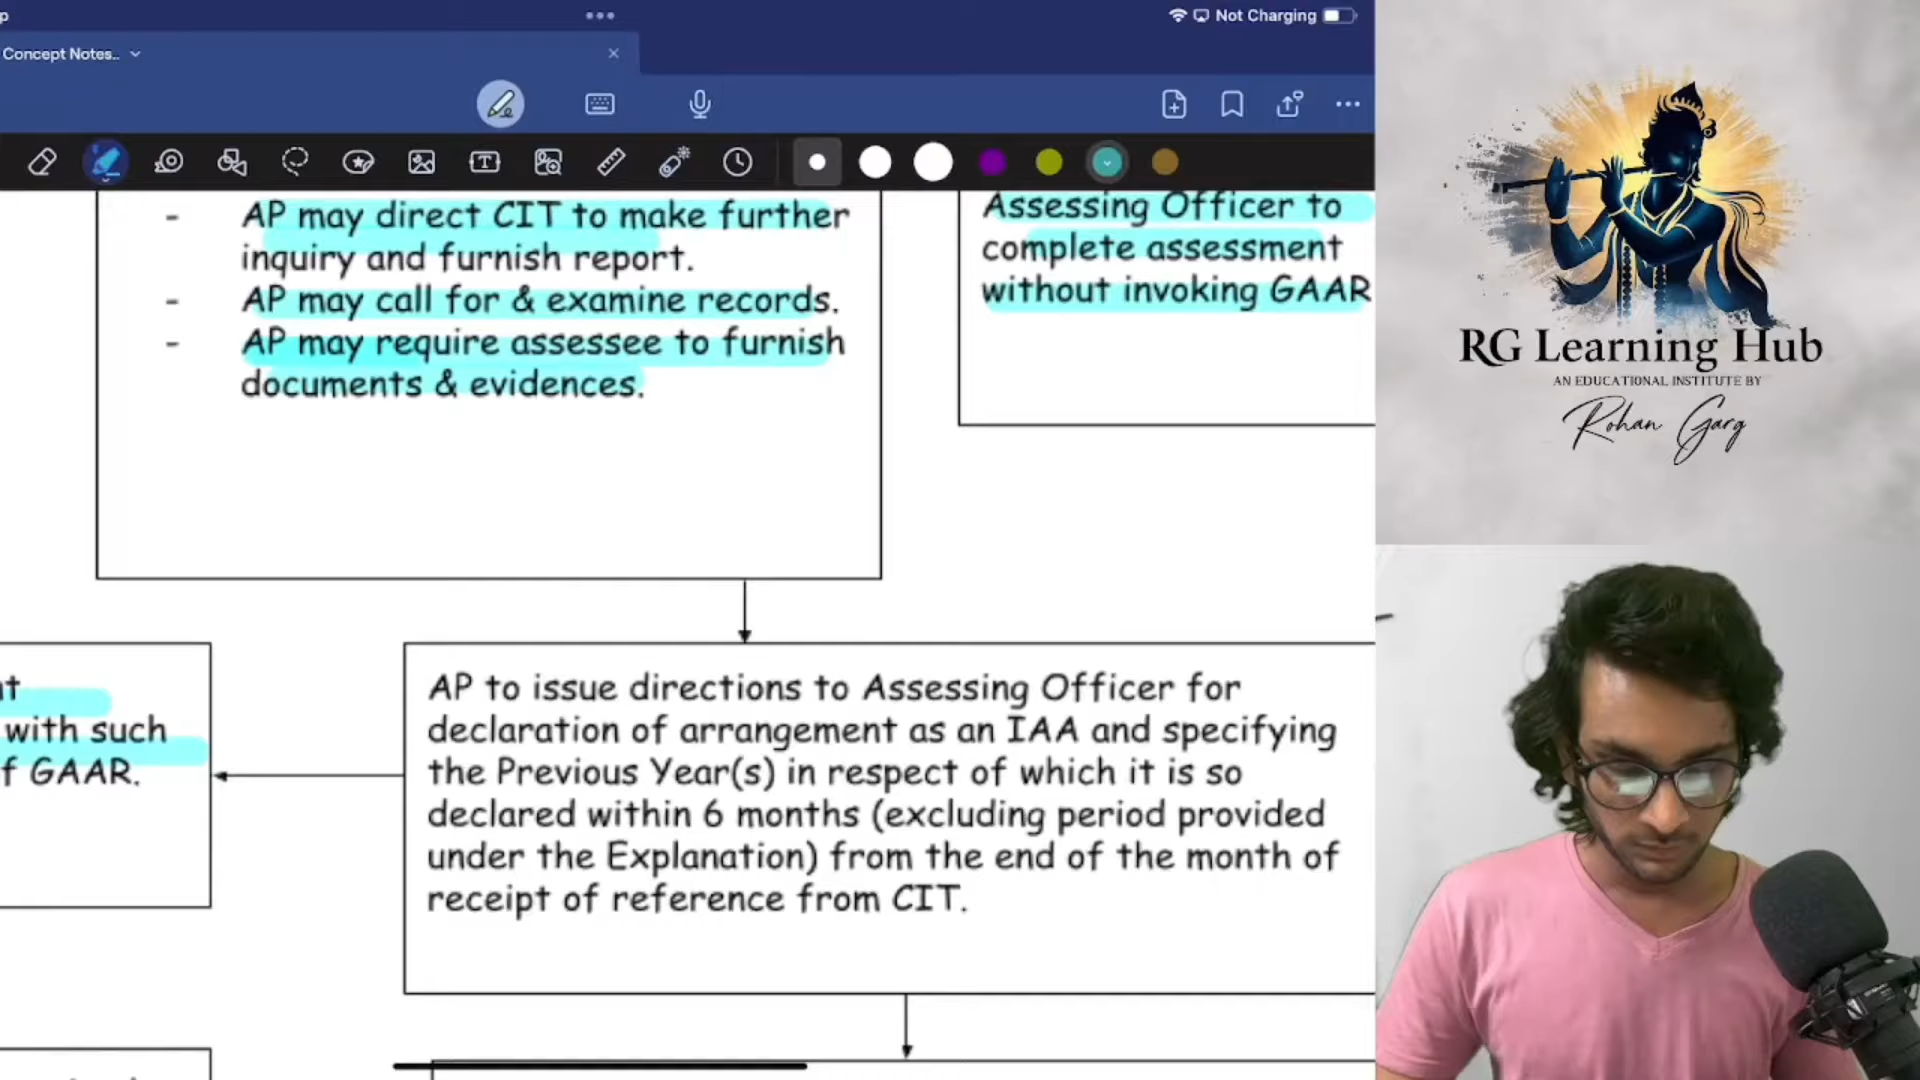 p
Not Charging
Concept Notes..
- AP may direct CIT to make further
inquiry and furnish report.
- AP may call for & examine records.
- AP may require assessee to furnish
documents & evidences.
Assessing Officer to
complete assessment
without invoking GAAR
with such
f GAAR.
AP to issue directions to Assessing Officer for
declaration of arrangement as an IAA and specifying
the Previous Year(s) in respect of which it is so
declared within 6 months (excluding period provided
under the Explanation) from the end of the month of
receipt of reference from CIT.
RG Learning Hub
AN EDUCATIONAL INSTITUTE BY
Rohan Garg